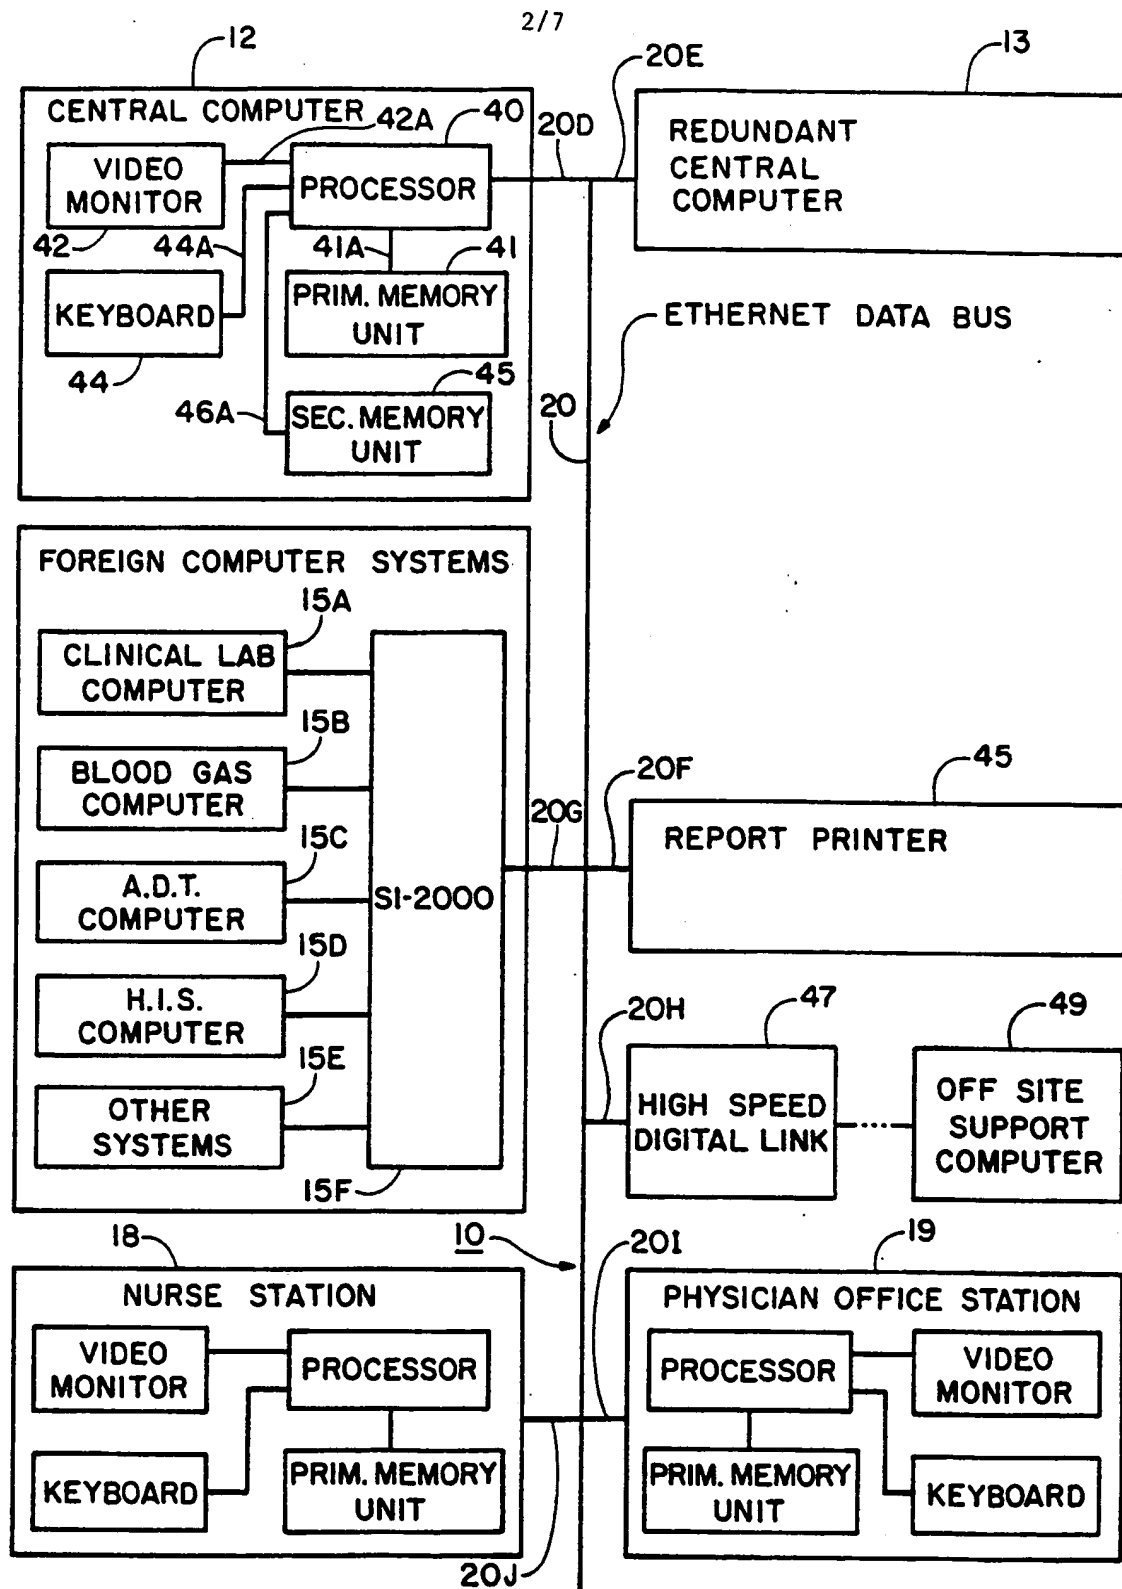 2/7
12
13
20E
CENTRAL COMPUTER
42A
40
20D
REDUNDANT
CENTRAL
COMPUTER
VIDEO
MONITOR
PROCESSOR
42
44A
41A
41
KEYBOARD
PRIM. MEMORY
UNIT
ETHERNET DATA BUS
44
45
46A
SEC. MEMORY
UNIT
20
FOREIGN COMPUTER SYSTEMS
15A
CLINICAL LAB
COMPUTER
15B
BLOOD GAS
COMPUTER
20G
20F
45
REPORT PRINTER
15C
A.D.T.
COMPUTER
SI-2000
15D
H.I.S.
COMPUTER
20H
47
49
15E
OTHER
SYSTEMS
HIGH SPEED
DIGITAL LINK
OFF SITE
SUPPORT
COMPUTER
15F
18
10
20I
19
NURSE STATION
PHYSICIAN OFFICE STATION
VIDEO
MONITOR
PROCESSOR
PROCESSOR
VIDEO
MONITOR
KEYBOARD
PRIM. MEMORY
UNIT
PRIM. MEMORY
UNIT
KEYBOARD
20J